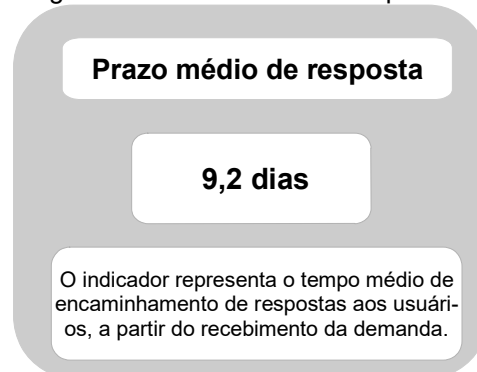 Prazo médio de resposta
9,2 dias
O indicador representa o tempo médio de
encaminhamento de respostas aos usuári-
os, a partir do recebimento da demanda.